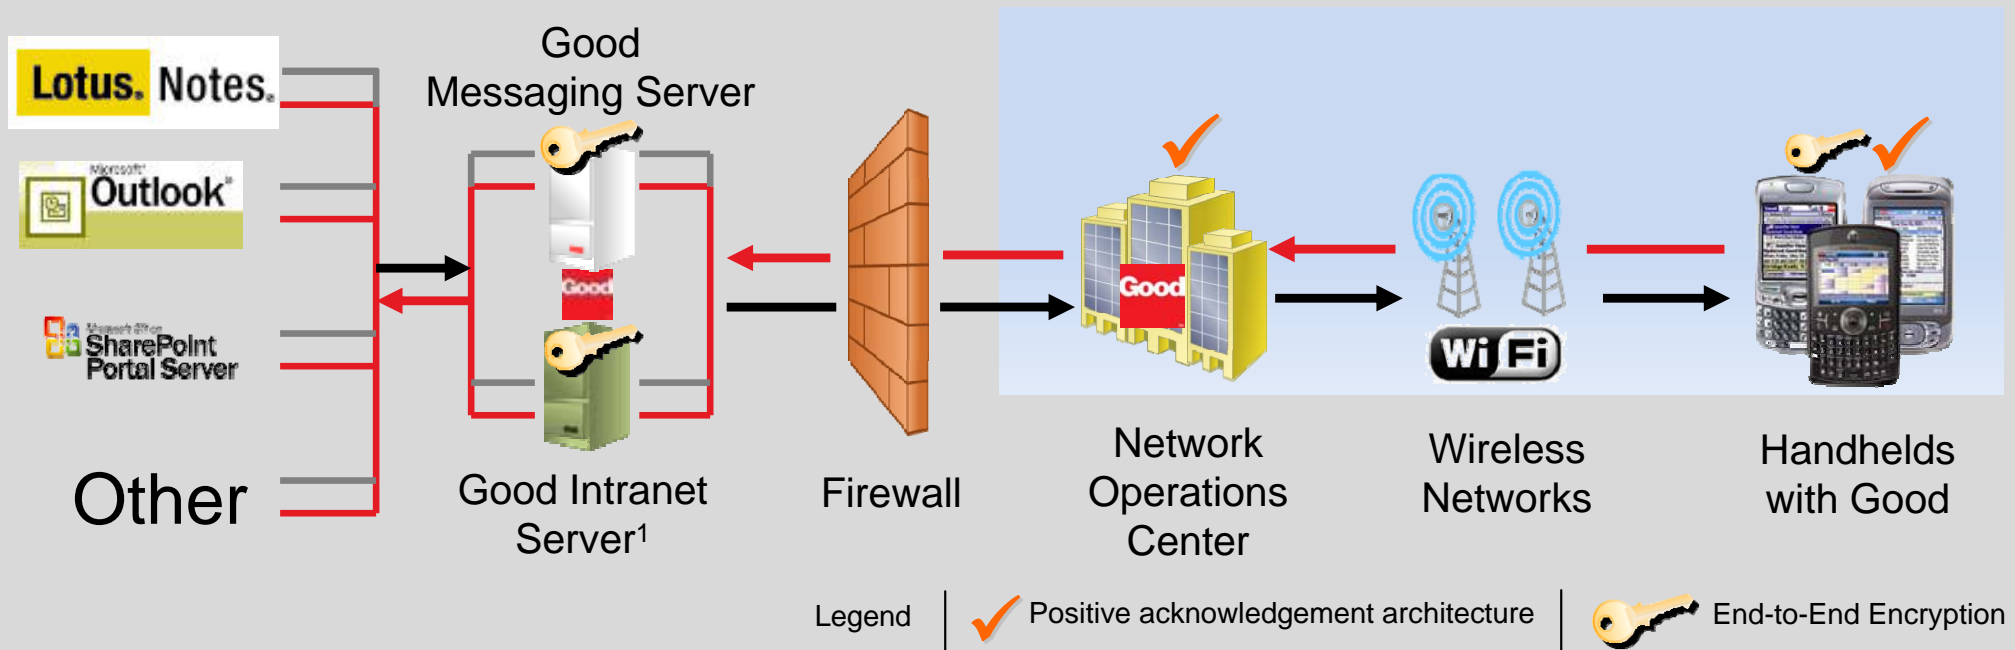 Lotus. Notes.
Microsoft®
Outlook®
SharePoint
Portal Server
Other
Good
Messaging Server
Good
Good Intranet
Server¹
Firewall
Good
Network
Operations
Center
Wi Fi
Wireless
Networks
Handhelds
with Good
Legend
Positive acknowledgement architecture
End-to-End Encryption